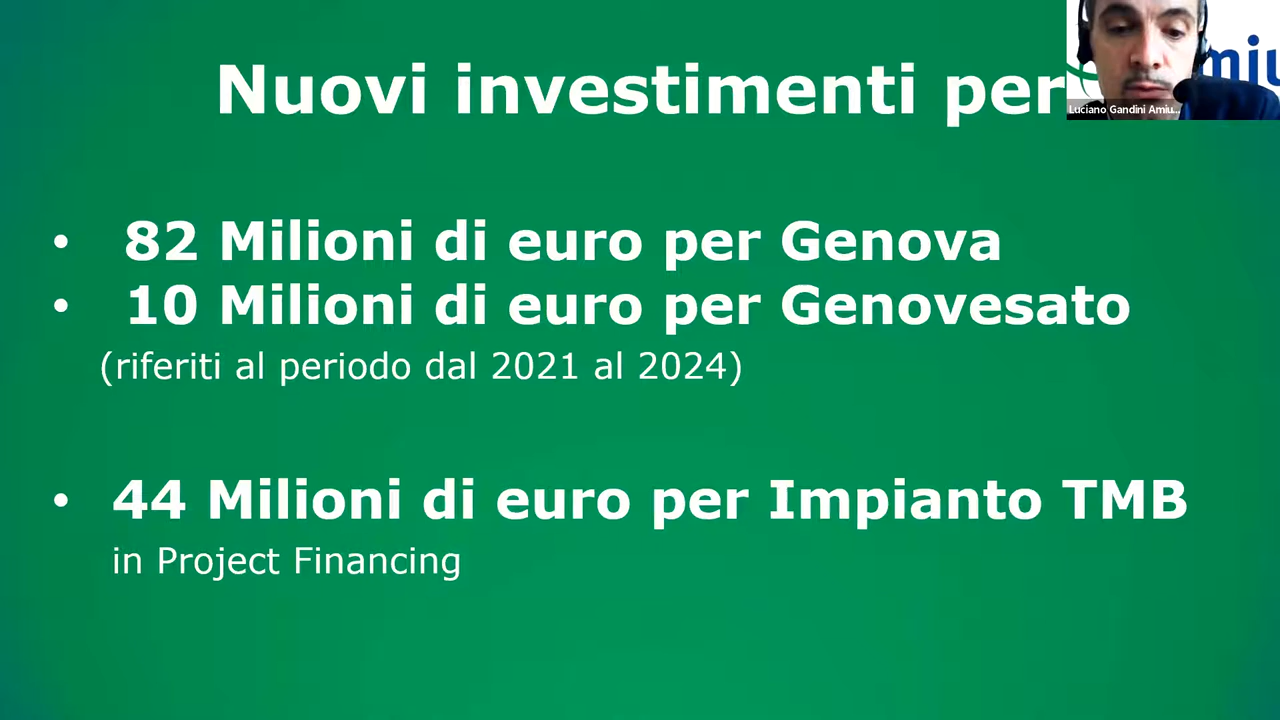 Nuovi investimenti per
miu
Luciano Gandini Amiu...
• 82 Milioni di euro per Genova
• 10 Milioni di euro per Genovesato
(riferiti al periodo dal 2021 al 2024)
• 44 Milioni di euro per Impianto TMB
in Project Financing